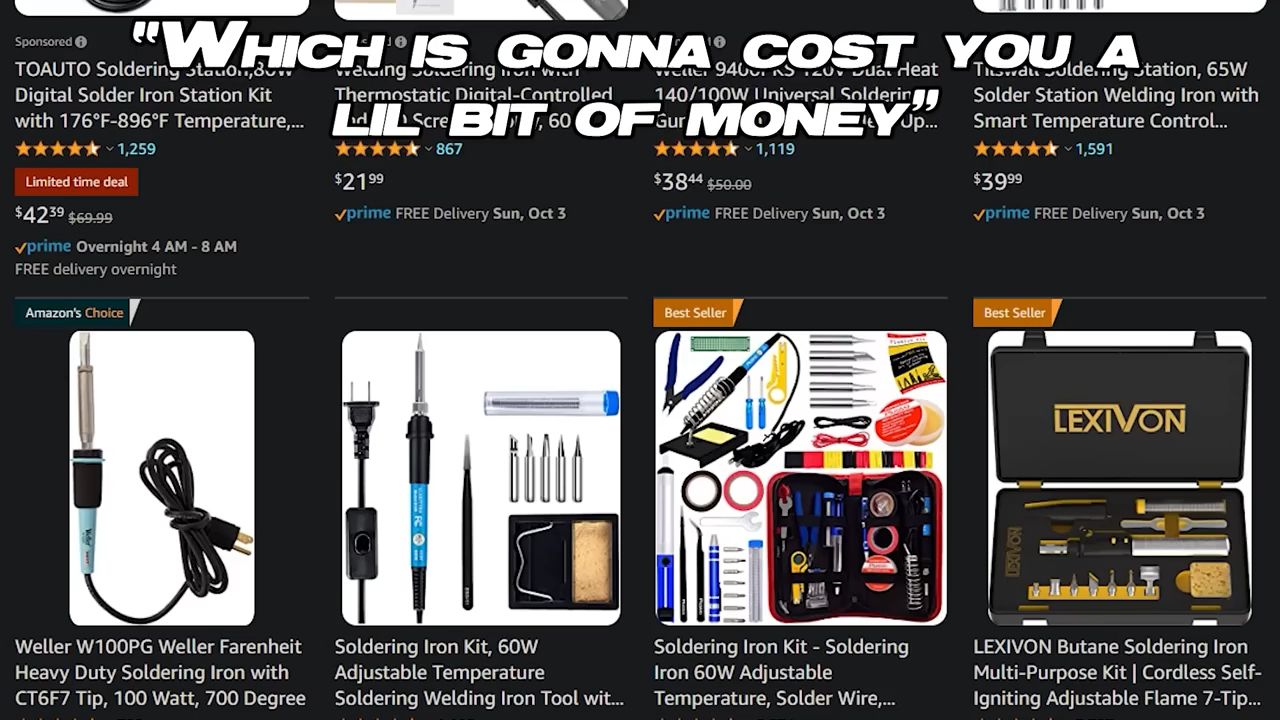 “Which is gonna cost you a
lil bit of money”
Sponsored
TOAUTO Soldering Station,80W
Digital Solder Iron Station Kit
with 176°F-896°F Temperature,...
1,259
Limited time deal
$42 39 $69.99
prime Overnight 4 AM - 8 AM
FREE delivery overnight
Welding Soldering Iron with
Thermostatic Digital-Controlled
60
867
$21 99
prime FREE Delivery Sun, Oct 3
Weller 9400PKS 120V Dual Heat
140/100W Universal Soldering
Gun
1,119
$38 44 $50.00
prime FREE Delivery Sun, Oct 3
Soldering Station, 65W
Solder Station Welding Iron with
Smart Temperature Control...
1,591
$39 99
prime FREE Delivery Sun, Oct 3
Amazon's Choice
Weller W100PG Weller Farenheit
Heavy Duty Soldering Iron with
CT6F7 Tip, 100 Watt, 700 Degree
Soldering Iron Kit, 60W
Adjustable Temperature
Soldering Welding Iron Tool wit...
Best Seller
Soldering Iron Kit - Soldering
Iron 60W Adjustable
Temperature, Solder Wire,...
Best Seller
LEXIVON
LEXIVON
LEXIVON Butane Soldering Iron
Multi-Purpose Kit | Cordless Self-
Igniting Adjustable Flame 7-Tip...